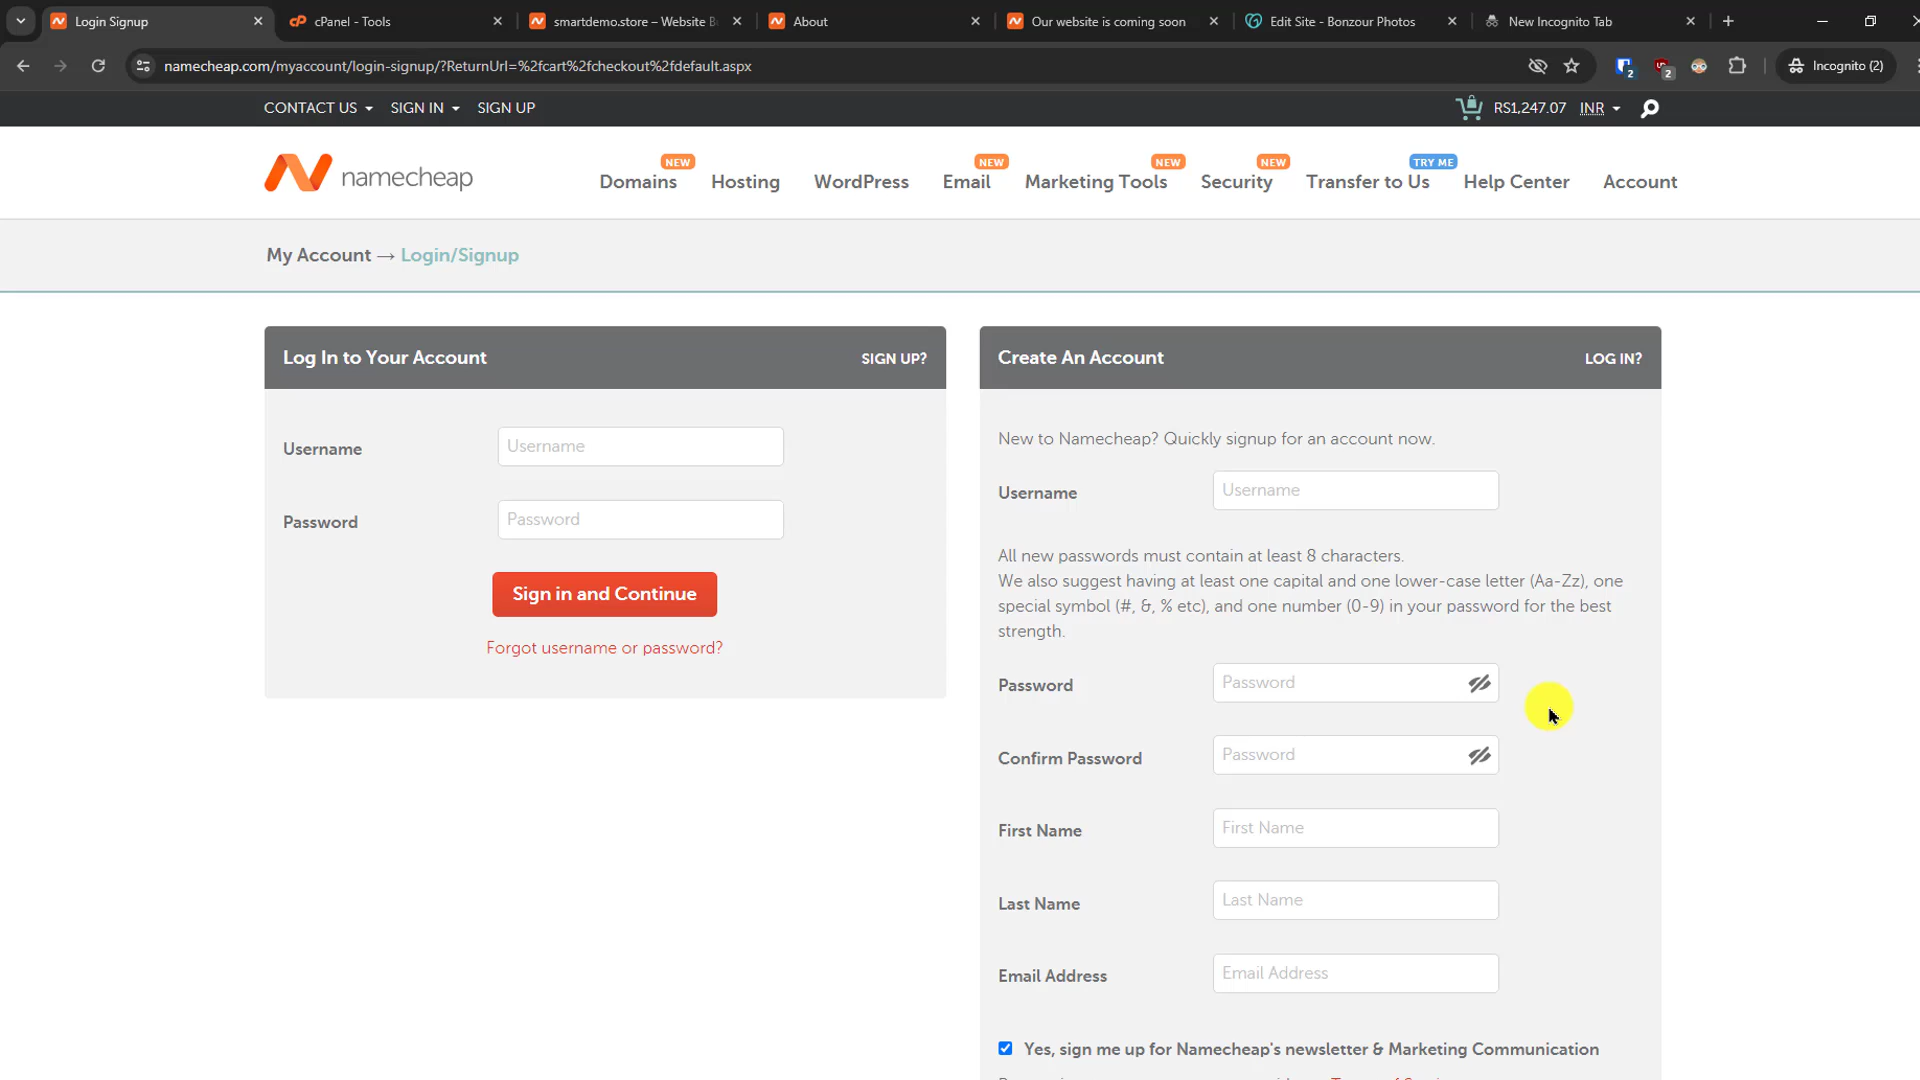 Login Signup
cPanel - Tools
smartdemo.store – Website B
About
Our website is coming soon
Edit Site - Bonzour Photos
New Incognito Tab
namecheap.com/myaccount/login-signup/?ReturnUrl=%2fcart%2fcheckout%2fdefault.aspx
2
2
Incognito (2)
CONTACT US
SIGN IN
SIGN UP
RS1,247.07
INR
namecheap
NEW
NEW
NEW
NEW
TRY ME
Domains
Hosting
WordPress
Email
Marketing Tools
Security
Transfer to Us
Help Center
Account
My Account → Login/Signup
Log In to Your Account
SIGN UP?
Username
Username
Password
Password
Sign in and Continue
Forgot username or password?
Create An Account
LOG IN?
New to Namecheap? Quickly signup for an account now.
Username
Username
All new passwords must contain at least 8 characters.
We also suggest having at least one capital and one lower-case letter (Aa-Zz), one
special symbol (#, &, % etc), and one number (0-9) in your password for the best
strength.
Password
Password
Confirm Password
Password
First Name
First Name
Last Name
Last Name
Email Address
Email Address
Yes, sign me up for Namecheap's newsletter & Marketing Communication